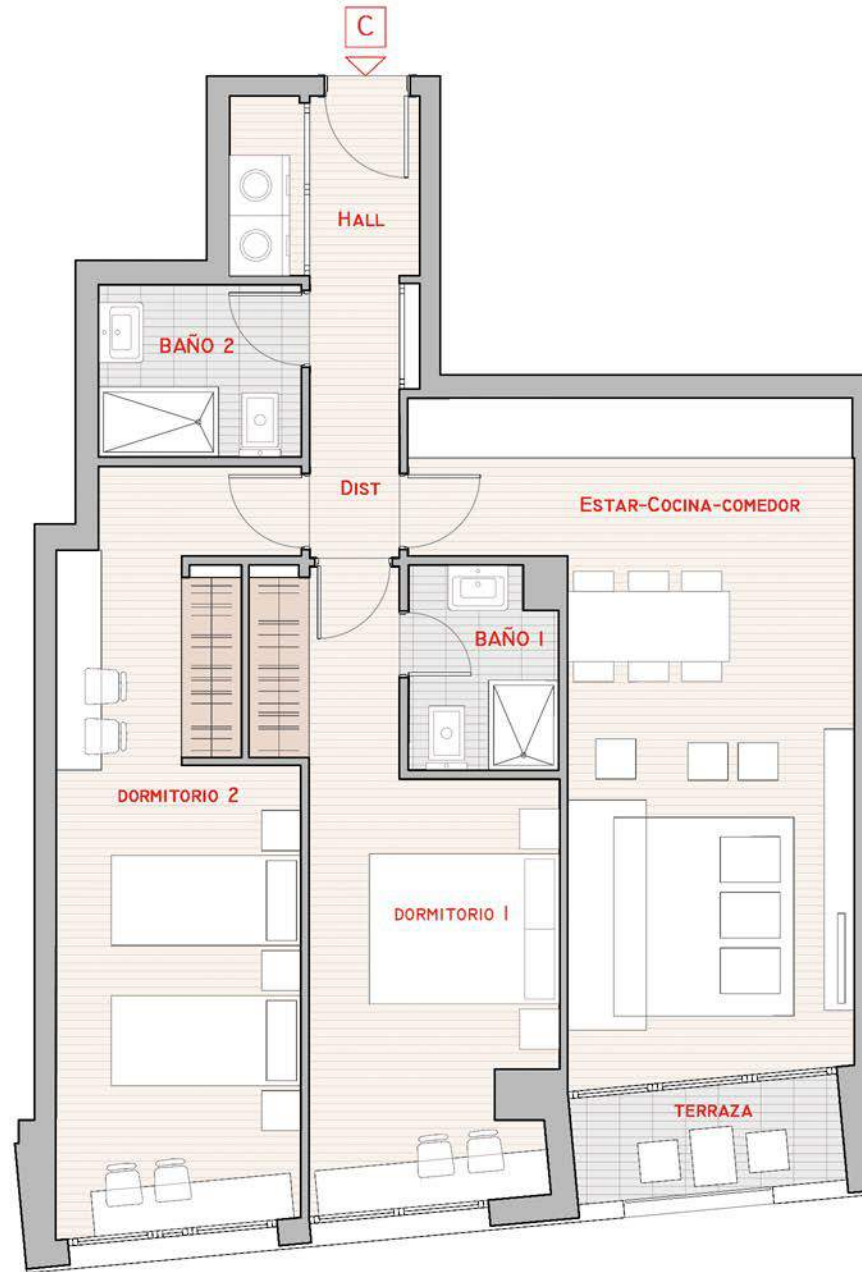 C
HALL
BAÑO 2
DIST
ESTAR-COCINA-COMEDOR
BAÑO 1
DORMITORIO 2
DORMITORIO 1
TERRAZA